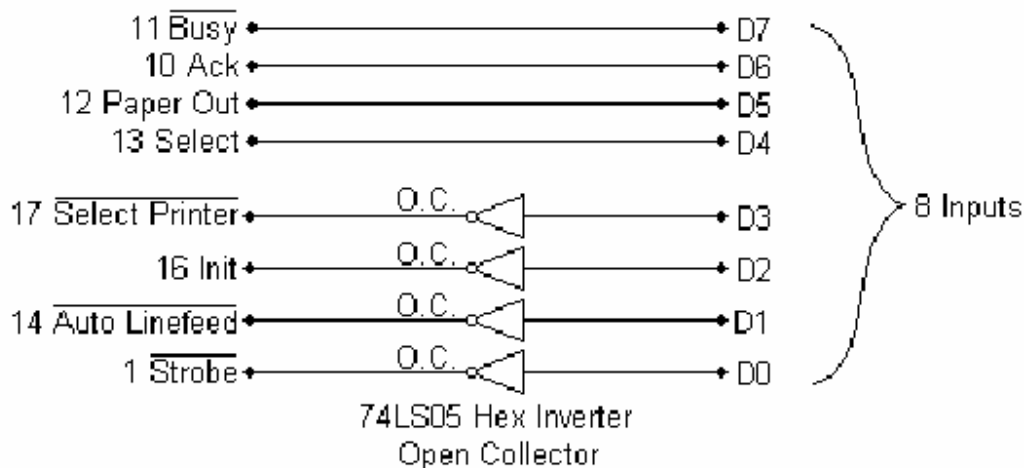 11 Busy D7
10 Ack D6
12 Paper Out D5
13 Select D4
17 Select Printer O.C. D3
8 Inputs
16 Init O.C. D2
14 Auto Linefeed O.C. D1
1 Strobe O.C. D0
74LS05 Hex Inverter
Open Collector